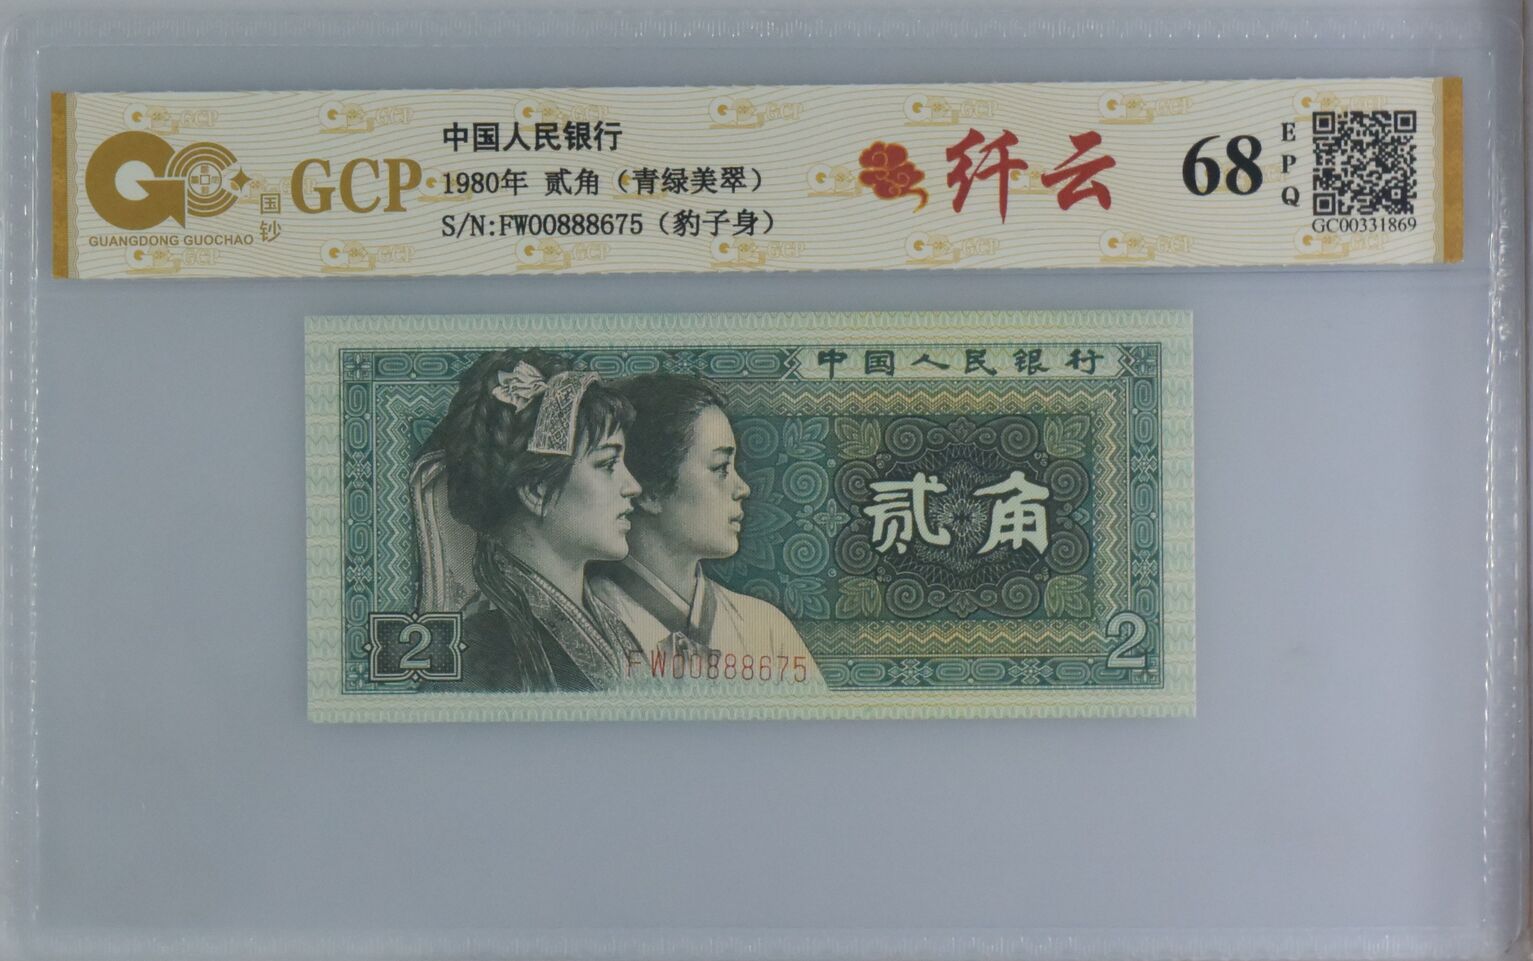 GCP
GUANGDONG GUOCHAO
国钞
中国人民银行
1980年 贰角（青绿美翠）
S/N:FW00888675（豹子身）
纤云
68
EPQ
GC00331869
中国人民银行
贰角
2
FW00888675
2